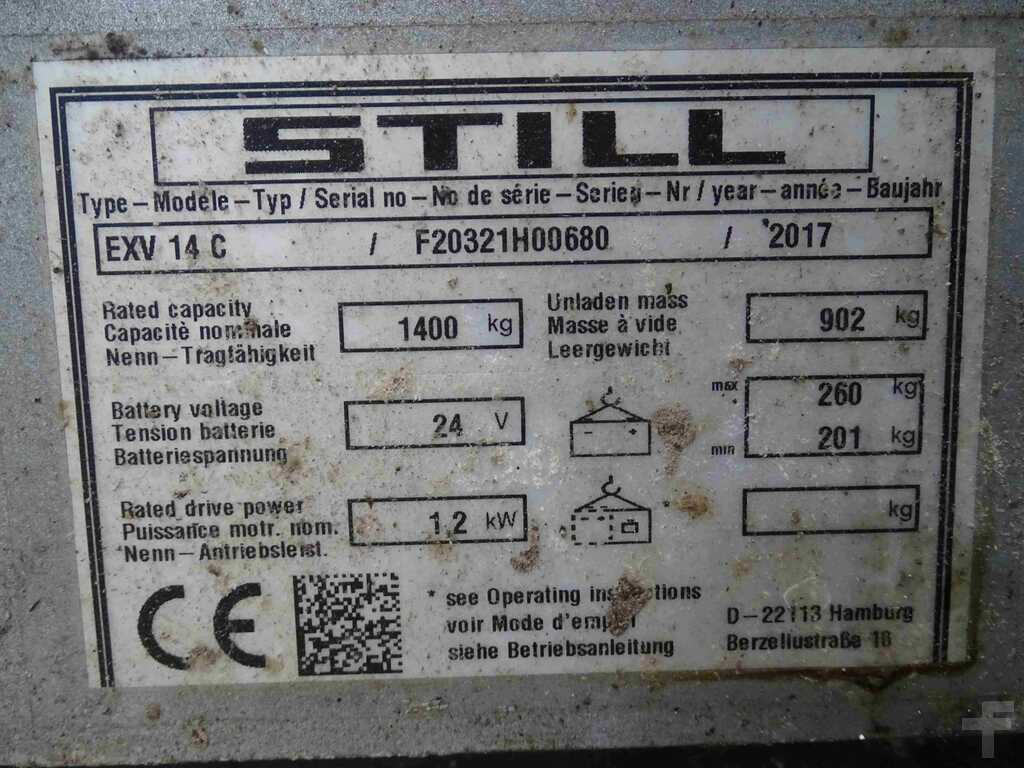 STILL
Type – Modèle – Typ / Serial no – No de série – Serien – Nr / year – année – Baujahr
EXV 14 C / F20321H00680 / *2017
Rated capacity
Capacité nominale
Nenn – Tragfähigkeit
1400 kg
Unladen mass
Masse à vide
Leergewicht
902 kg
Battery voltage
Tension batterie
Batteriespannung
24 V
max 260 kg
min 201 kg
Rated drive power
Puissance motr. nom.
*Nenn – Antriebsleist.
1.2 kW
kg
CE
* see Operating instructions
voir Mode d'emploi
siehe Betriebsanleitung
D – 22113 Hamburg
Berzeliustraße 10